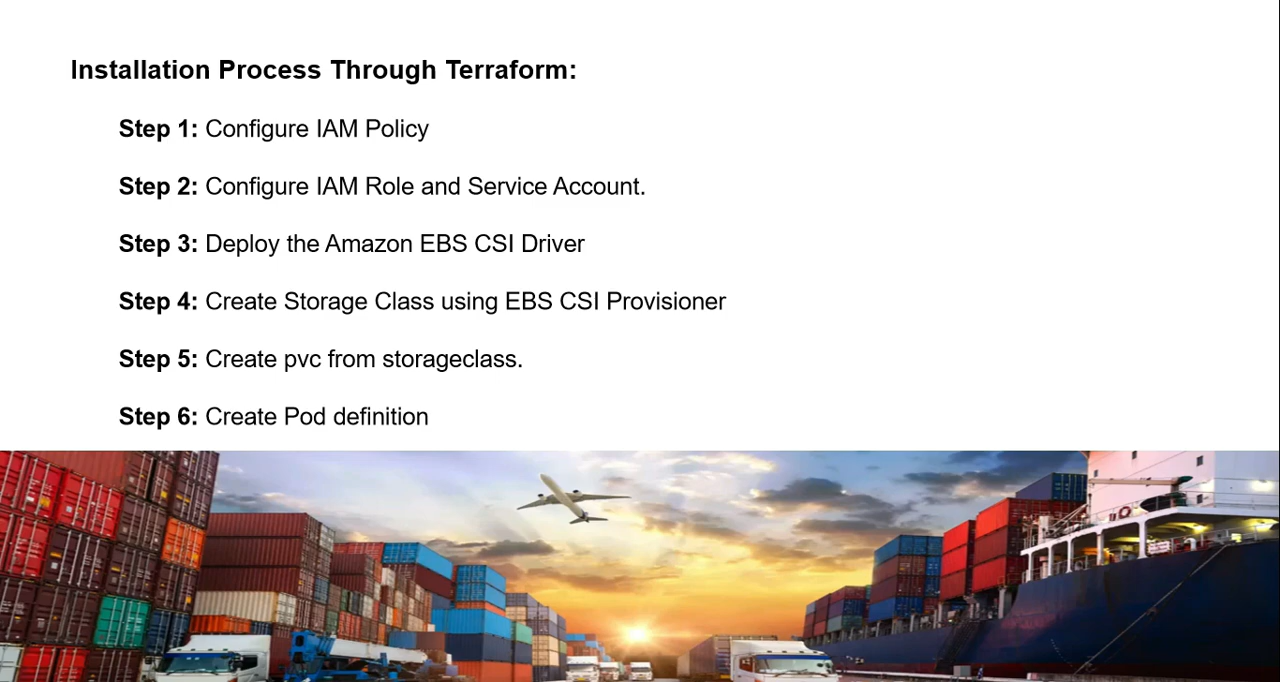 Installation Process Through Terraform:
Step 1: Configure IAM Policy
Step 2: Configure IAM Role and Service Account.
Step 3: Deploy the Amazon EBS CSI Driver
Step 4: Create Storage Class using EBS CSI Provisioner
Step 5: Create pvc from storageclass.
Step 6: Create Pod definition